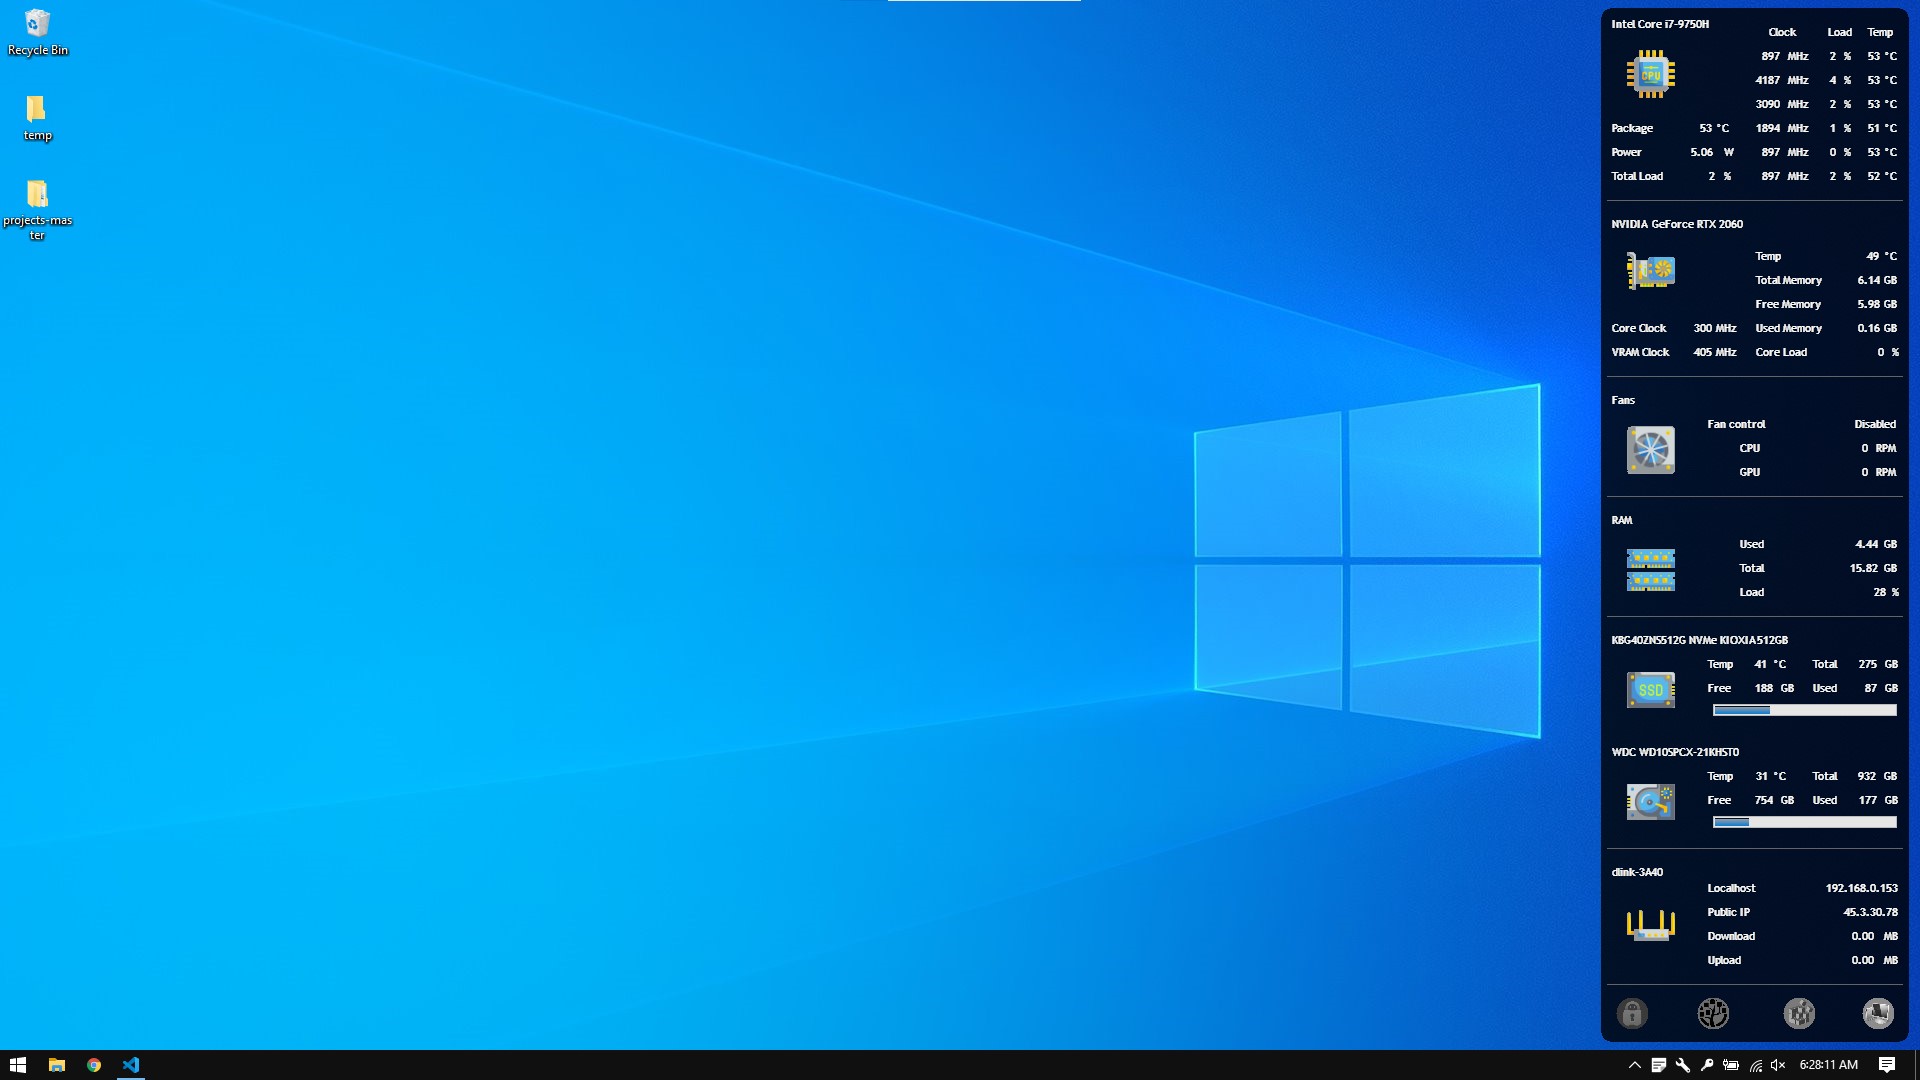 Recycle Bin
temp
projects-mas
ter
Intel Core i7-9750H
Clock Load Temp
897 MHz 2 % 53 °C
CPU
4187 MHz 4 % 53 °C
3090 MHz 2 % 53 °C
Package 53 °C 1894 MHz 1 % 51 °C
Power 5.06 W 897 MHz 0 % 53 °C
Total Load 2 % 897 MHz 2 % 52 °C
NVIDIA GeForce RTX 2060
Temp 49 °C
Total Memory 6.14 GB
Free Memory 5.98 GB
Core Clock 300 MHz Used Memory 0.16 GB
VRAM Clock 405 MHz Core Load 0 %
Fans
Fan control Disabled
CPU 0 RPM
GPU 0 RPM
RAM
Used 4.44 GB
Total 15.82 GB
Load 28 %
KBG40ZNS512G NVMe KIOXIA 512GB
Temp 41 °C Total 275 GB
SSD
Free 188 GB Used 87 GB
WDC WD10SPCX-21KHST0
Temp 31 °C Total 932 GB
Free 754 GB Used 177 GB
dlink-3A40
Localhost 192.168.0.153
Public IP 45.3.30.78
Download 0.00 MB
Upload 0.00 MB
6:28:11 AM